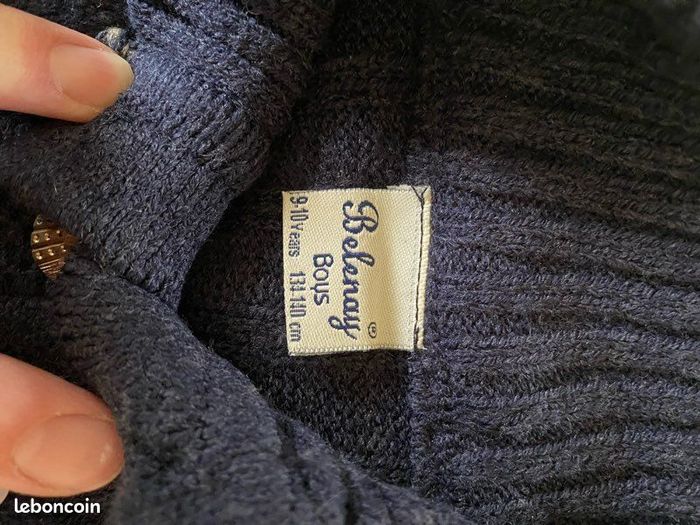 Belenay
Boys
9-10 years 134-140 cm
leboncoin